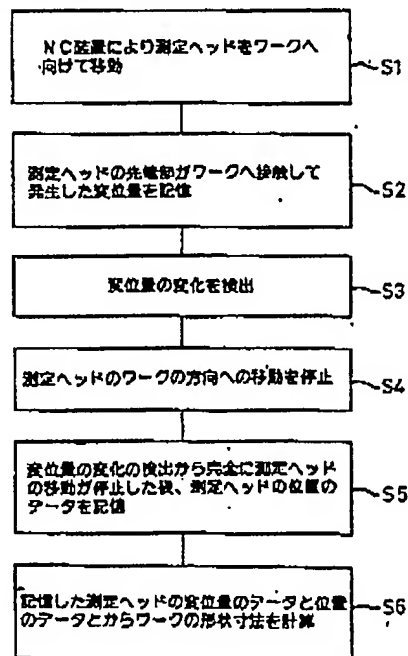 NC装置により測定ヘッドをワークへ
向けて移動
S1
測定ヘッドの先端部がワークへ接触して
発生した変位量を記憶
S2
変位量の変化を検出
S3
測定ヘッドのワークの方向への移動を停止
S4
変位量の変化の検出から完全に測定ヘッド
の移動が停止した後、測定ヘッドの位置の
データを記憶
S5
記憶した測定ヘッドの変位量のデータと位置
のデータとからワークの形状寸法を計算
S6